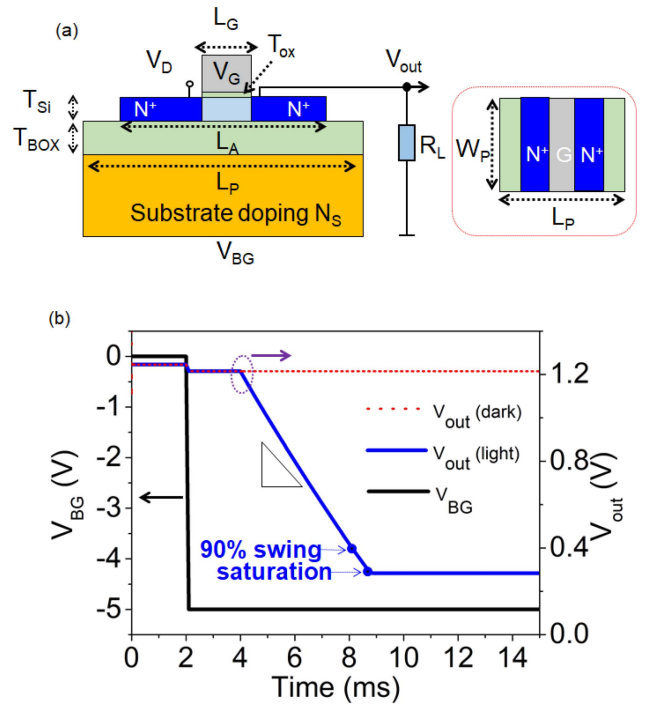 (a)
L_G
T_ox
V_D
V_G
V_out
T_Si
N⁺
N⁺
T_BOX
L_A
R_L
L_P
Substrate doping N_S
V_BG
W_P
N⁺
G
N⁺
L_P
(b)
0
-1
-2
-3
-4
-5
V_BG (V)
1.2
0.8
0.4
0.0
V_out (V)
V_out (dark)
V_out (light)
V_BG
90% swing
saturation
0 2 4 6 8 10 12 14
Time (ms)